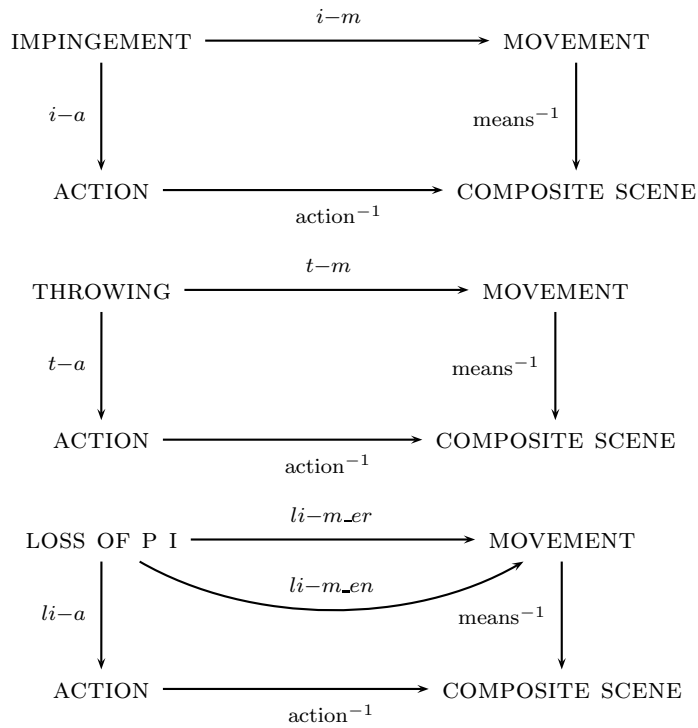 i–m
IMPINGEMENT MOVEMENT
i–a means⁻¹
ACTION COMPOSITE SCENE
action⁻¹
t–m
THROWING MOVEMENT
t–a means⁻¹
ACTION COMPOSITE SCENE
action⁻¹
li–m_er
LOSS OF P I MOVEMENT
li–m_en
li–a means⁻¹
ACTION COMPOSITE SCENE
action⁻¹